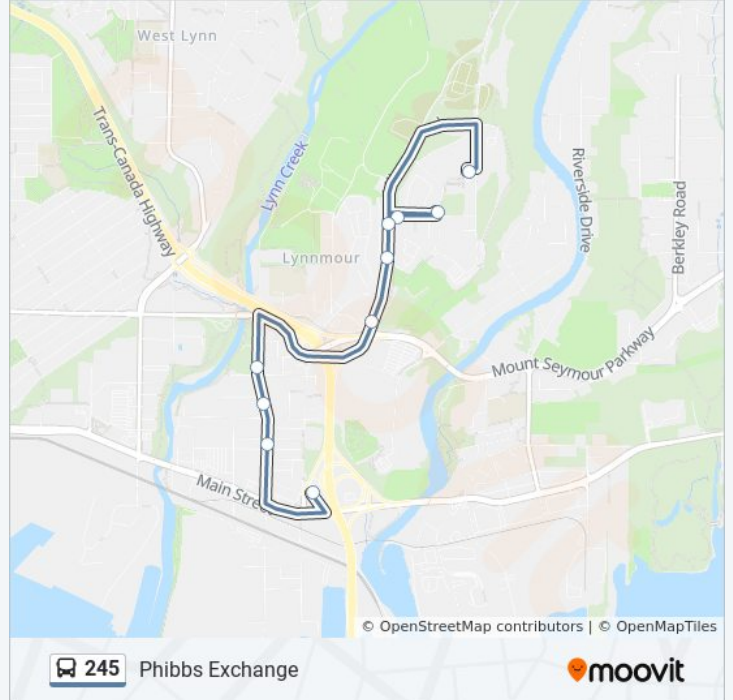 West Lynn
Trans-Canada Highway
Lynn Creek
Riverside Drive
Berkley Road
Lynnmour
Mount Seymour Parkway
Main Stree
© OpenStreetMap contributors | © OpenMapTiles
245 Phibbs Exchange
moovit